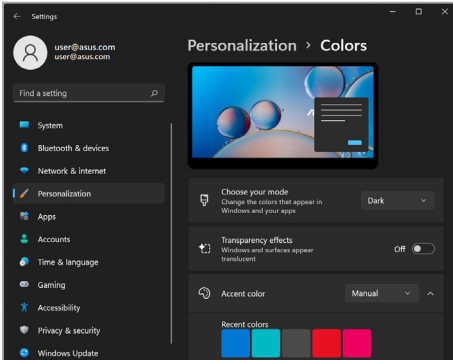 Settings
user@asus.com
user@asus.com
Find a setting
System
Bluetooth & devices
Network & internet
Personalization
Apps
Accounts
Time & language
Gaming
Accessibility
Privacy & security
Windows Update
Personalization > Colors
Choose your mode
Change the colors that appear in
Windows and your apps
Dark
Transparency effects
Windows and surfaces appear
translucent
Off
Accent color
Manual
Recent colors